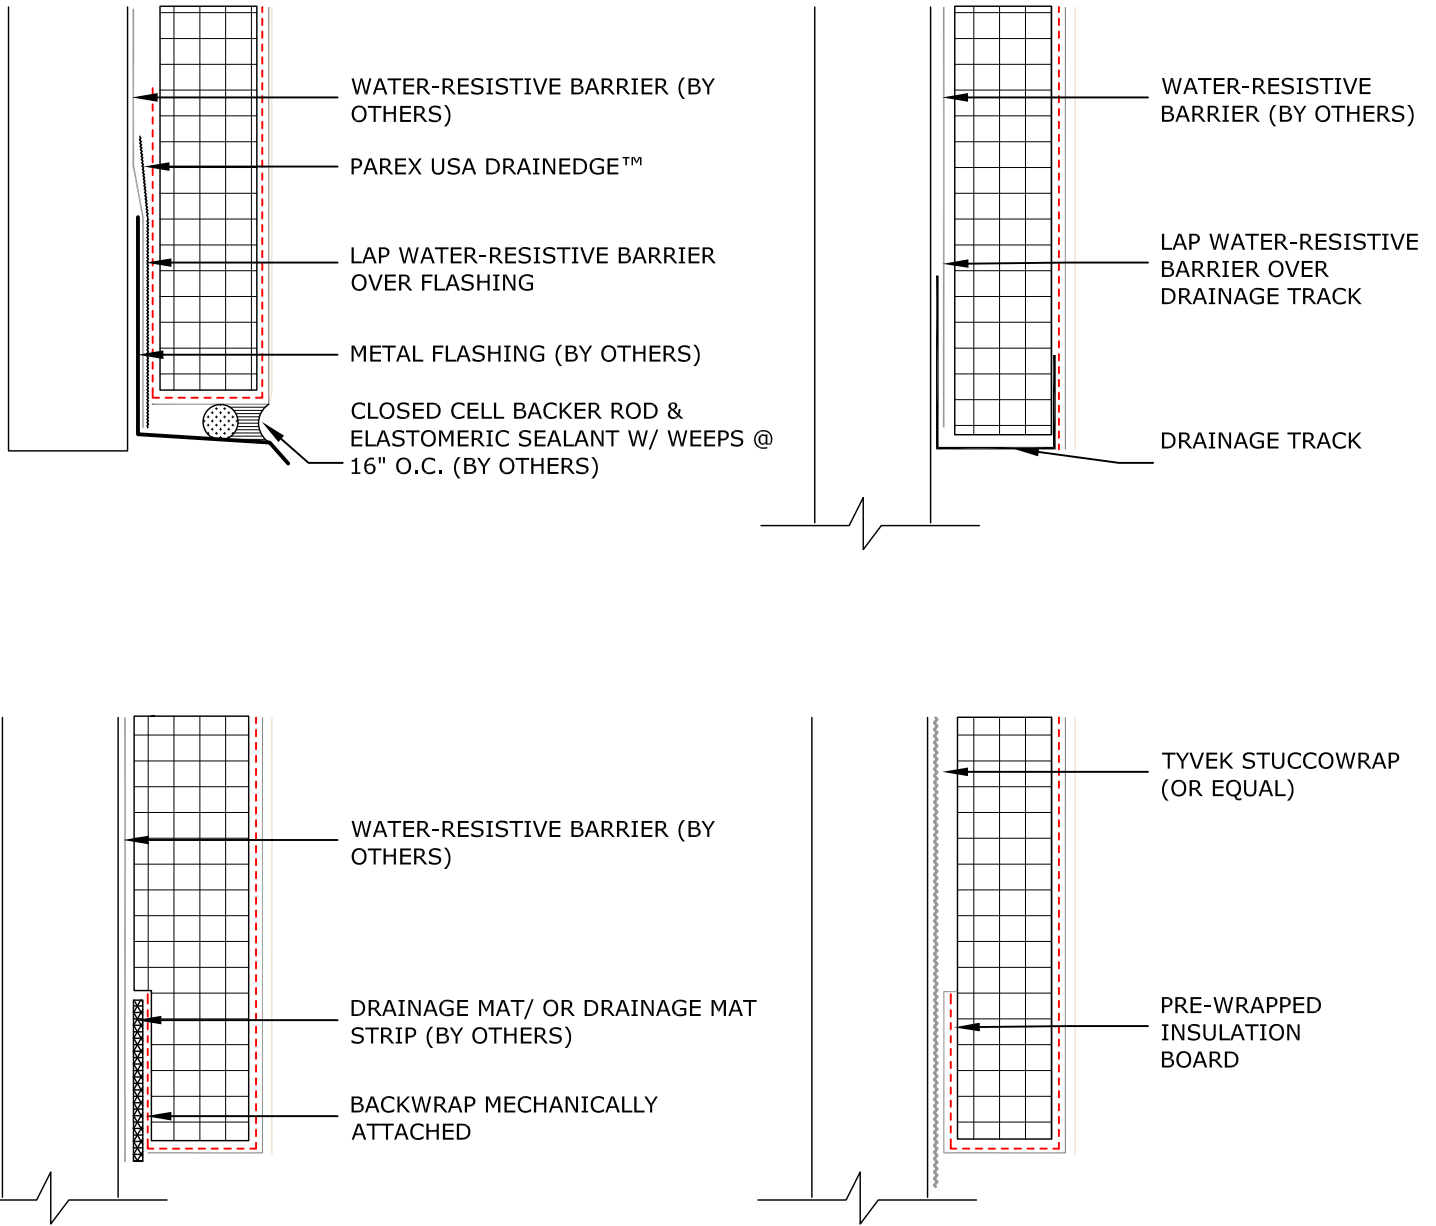 WATER-RESISTIVE BARRIER (BY
OTHERS)
PAREX USA DRAINEDGE™
LAP WATER-RESISTIVE BARRIER
OVER FLASHING
METAL FLASHING (BY OTHERS)
CLOSED CELL BACKER ROD &
ELASTOMERIC SEALANT W/ WEEPS @
16" O.C. (BY OTHERS)
WATER-RESISTIVE
BARRIER (BY OTHERS)
LAP WATER-RESISTIVE
BARRIER OVER
DRAINAGE TRACK
DRAINAGE TRACK
WATER-RESISTIVE BARRIER (BY
OTHERS)
DRAINAGE MAT/ OR DRAINAGE MAT
STRIP (BY OTHERS)
BACKWRAP MECHANICALLY
ATTACHED
TYVEK STUCCOWRAP
(OR EQUAL)
PRE-WRAPPED
INSULATION
BOARD